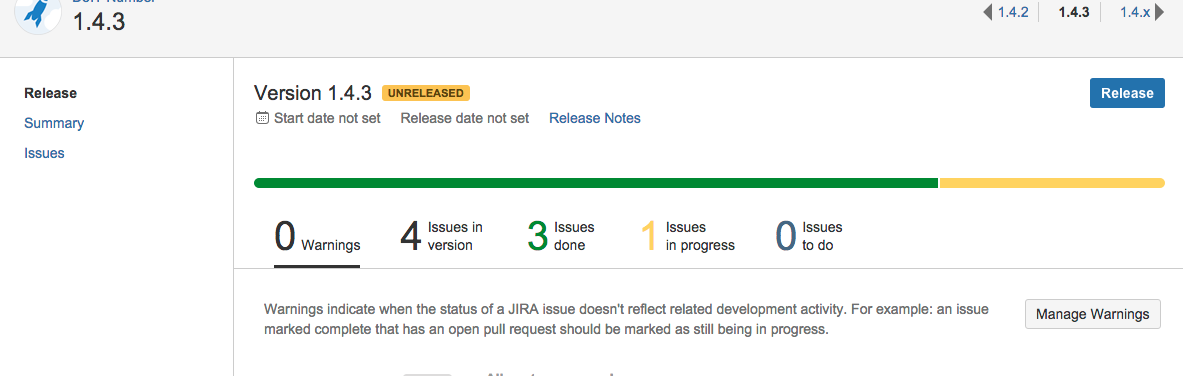 1.4.3
1.4.2
1.4.3
1.4.x
Release
Summary
Issues
Version 1.4.3 UNRELEASED
Release
Start date not set Release date not set Release Notes
0 Warnings
4 Issues in
version
3 Issues
done
1 Issues
in progress
0 Issues
to do
Warnings indicate when the status of a JIRA issue doesn't reflect related development activity. For example: an issue
marked complete that has an open pull request should be marked as still being in progress.
Manage Warnings